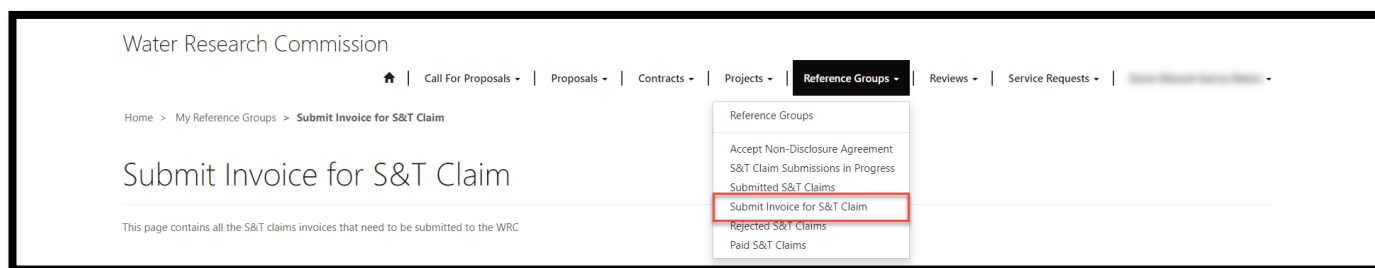 Water Research Commission
Call For Proposals
Proposals
Contracts
Projects
Reference Groups
Reviews
Service Requests
Home > My Reference Groups > Submit Invoice for S&T Claim
Reference Groups
Accept Non-Disclosure Agreement
S&T Claim Submissions in Progress
Submitted S&T Claims
Submit Invoice for S&T Claim
Rejected S&T Claims
Paid S&T Claims
Submit Invoice for S&T Claim
This page contains all the S&T claims invoices that need to be submitted to the WRC